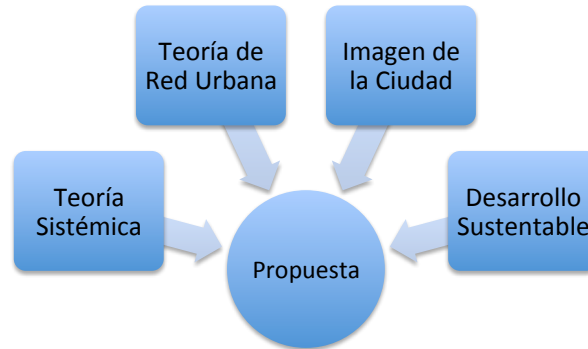 Teoría de
Red Urbana
Imagen de
la Ciudad
Teoría
Sistémica
Desarrollo
Sustentable
Propuesta